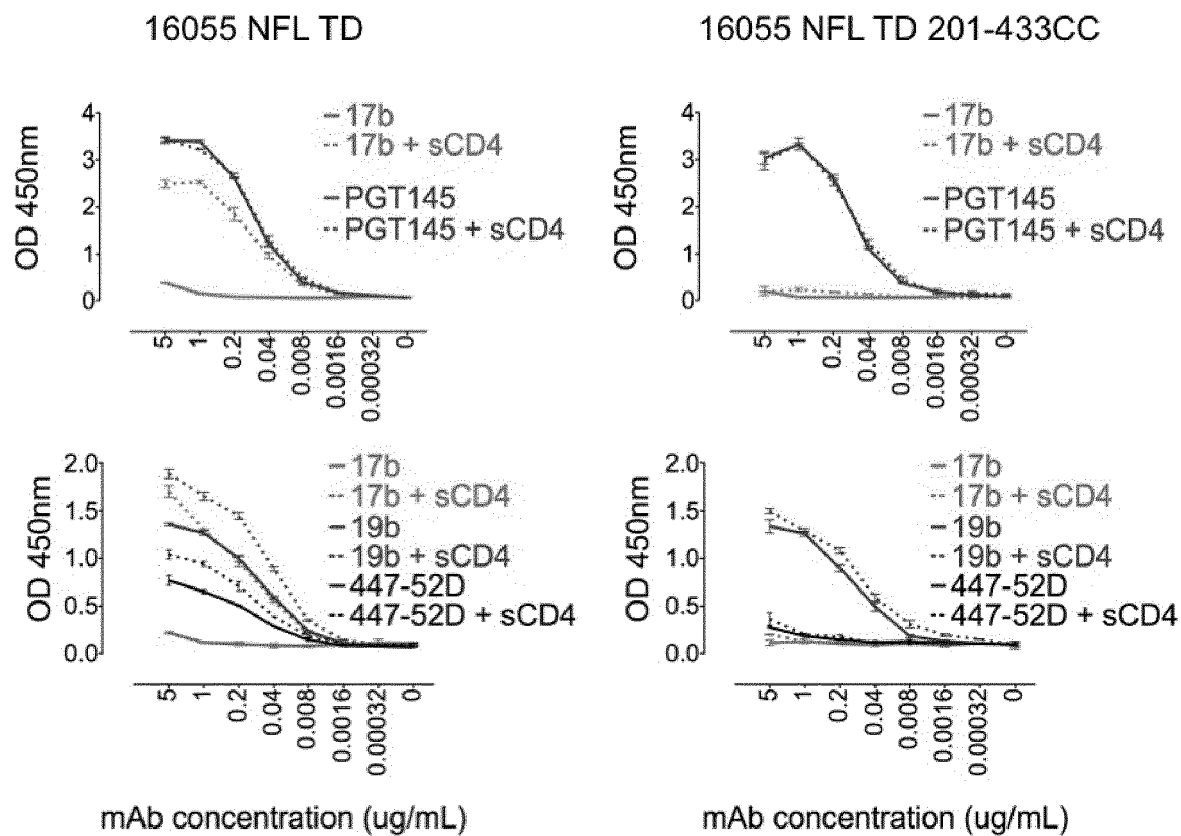 16055 NFL TD
16055 NFL TD 201-433CC
OD 450nm
4
3
2
1
0
17b
17b + sCD4
PGT145
PGT145 + sCD4
5
1
0.2
0.04
0.008
0.0016
0.00032
0
OD 450nm
4
3
2
1
0
17b
17b + sCD4
PGT145
PGT145 + sCD4
5
1
0.2
0.04
0.008
0.0016
0.00032
0
OD 450nm
2.0
1.5
1.0
0.5
0.0
17b
17b + sCD4
19b
19b + sCD4
447-52D
447-52D + sCD4
5
1
0.2
0.04
0.008
0.0016
0.00032
0
mAb concentration (ug/mL)
OD 450nm
2.0
1.5
1.0
0.5
0.0
17b
17b + sCD4
19b
19b + sCD4
447-52D
447-52D + sCD4
5
1
0.2
0.04
0.008
0.0016
0.00032
0
mAb concentration (ug/mL)